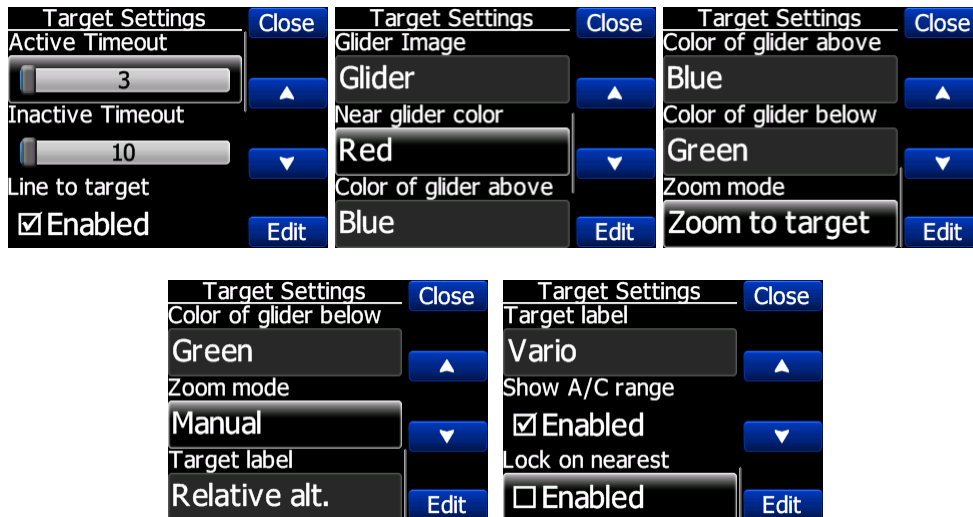 Target Settings
Close
Active Timeout
3
Inactive Timeout
10
Line to target
Enabled
Edit
Target Settings
Close
Glider Image
Glider
Near glider color
Red
Color of glider above
Blue
Edit
Target Settings
Close
Color of glider above
Blue
Color of glider below
Green
Zoom mode
Zoom to target
Edit
Target Settings
Close
Color of glider below
Green
Zoom mode
Manual
Target label
Relative alt.
Edit
Target Settings
Close
Target label
Vario
Show A/C range
Enabled
Lock on nearest
Enabled
Edit